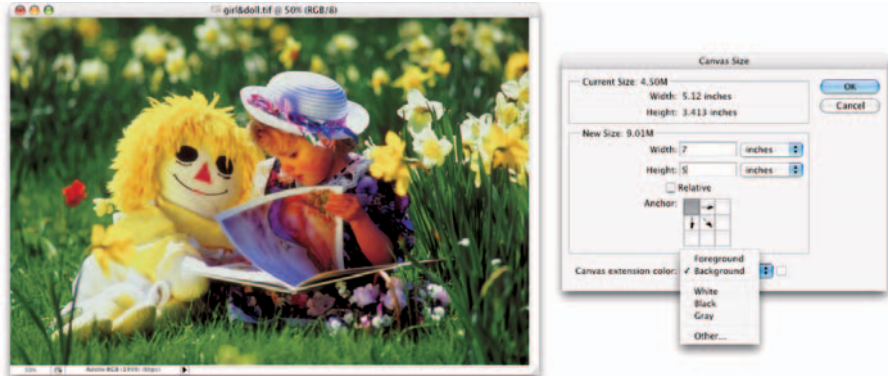 girl&doll.tif @ 50% (RGB/8)
50%
Canvas Size
Current Size: 4.50M
Width: 5.12 inches
Height: 3.413 inches
OK
Cancel
New Size: 9.01M
Width: 7 inches
Height: 5 inches
Relative
Anchor:
Canvas extension color:
Foreground
✓ Background
White
Black
Gray
Other...